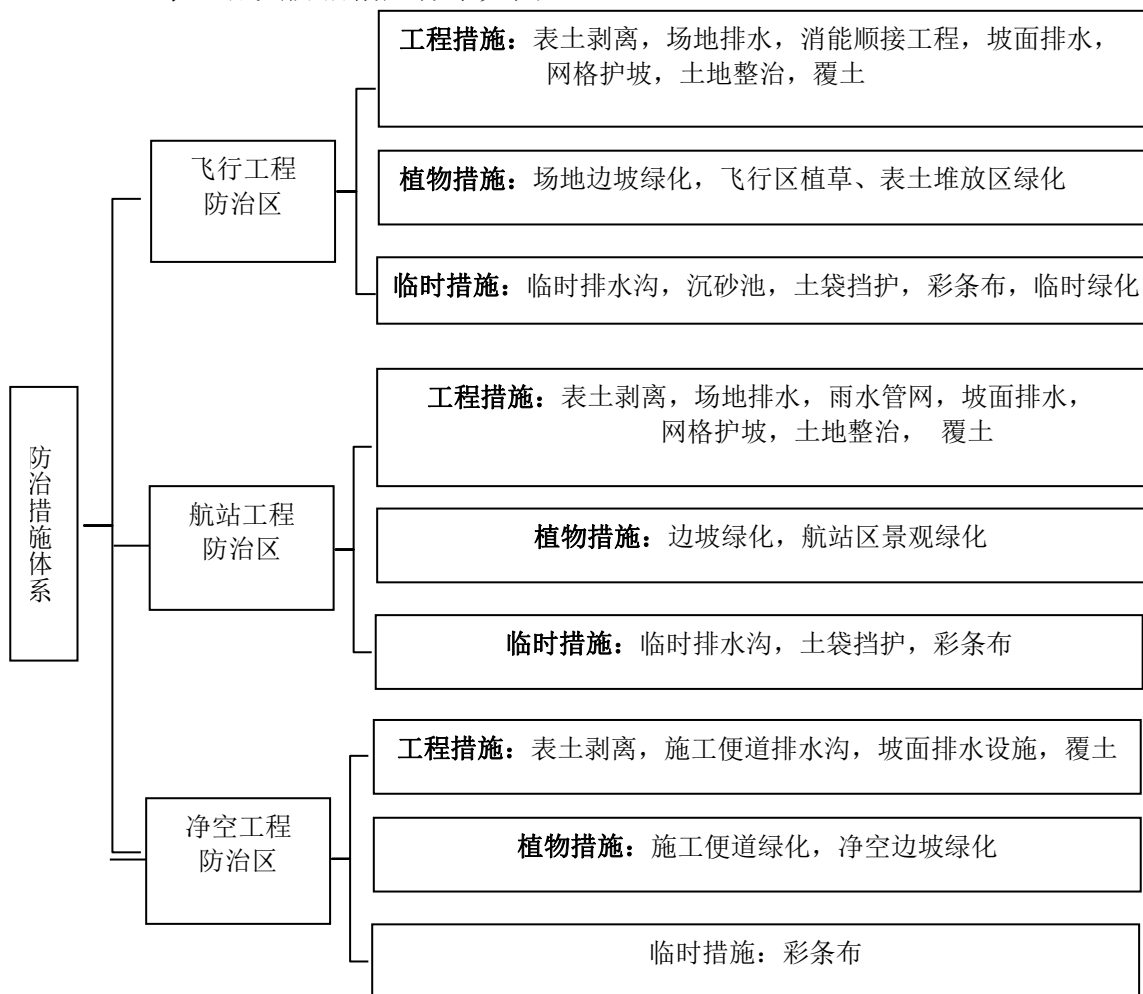 工程措施：表土剥离，场地排水，消能顺接工程，坡面排水，
网格护坡，土地整治，覆土
飞行工程
防治区
植物措施：场地边坡绿化，飞行区植草、表土堆放区绿化
临时措施：临时排水沟，沉砂池，土袋挡护，彩条布，临时绿化
防治措施体系
工程措施：表土剥离，场地排水，雨水管网，坡面排水，
网格护坡，土地整治， 覆土
航站工程
防治区
植物措施：边坡绿化，航站区景观绿化
临时措施：临时排水沟，土袋挡护，彩条布
工程措施：表土剥离，施工便道排水沟，坡面排水设施，覆土
净空工程
防治区
植物措施：施工便道绿化，净空边坡绿化
临时措施：彩条布